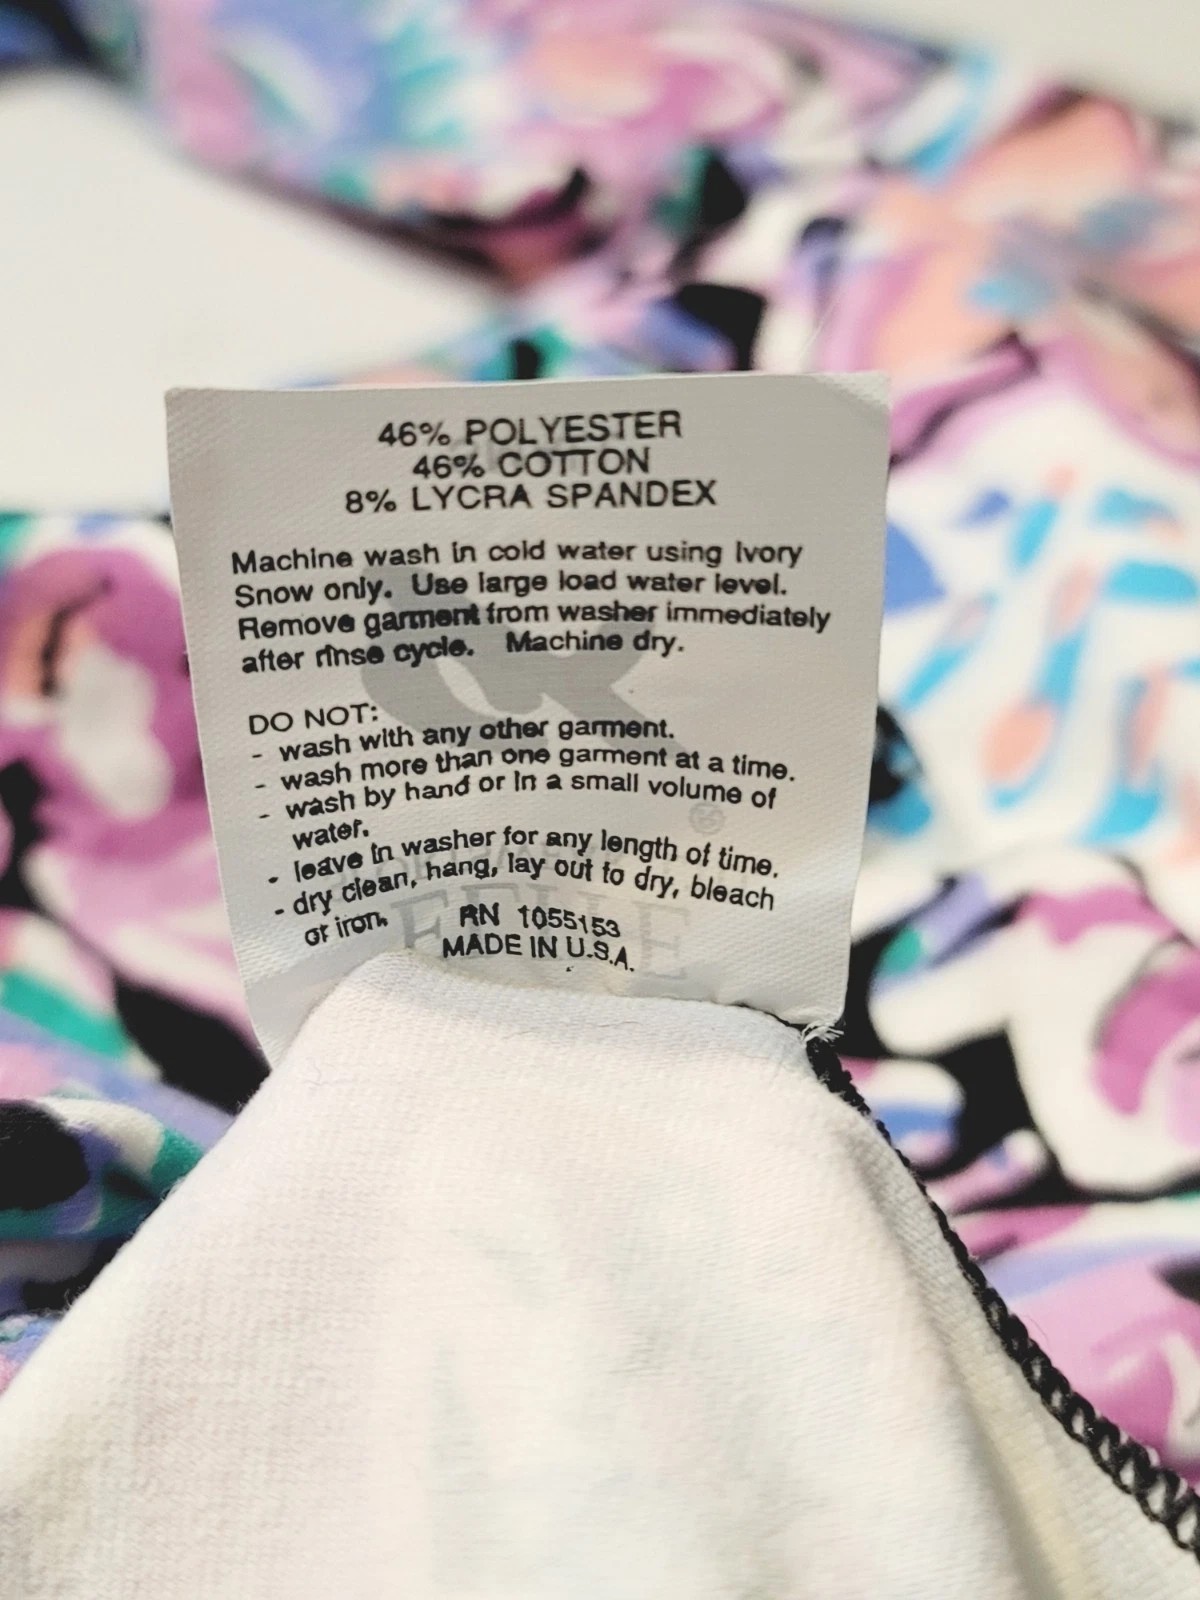 46% POLYESTER
46% COTTON
8% LYCRA SPANDEX
Machine wash in cold water using Ivory
Snow only. Use large load water level.
Remove garment from washer immediately
after rinse cycle. Machine dry.
DO NOT:
- wash with any other garment.
- wash more than one garment at a time.
- wash by hand or in a small volume of
water.
- leave in washer for any length of time.
- dry clean, hang, lay out to dry, bleach
or iron.
RN 1055153
MADE IN U.S.A.